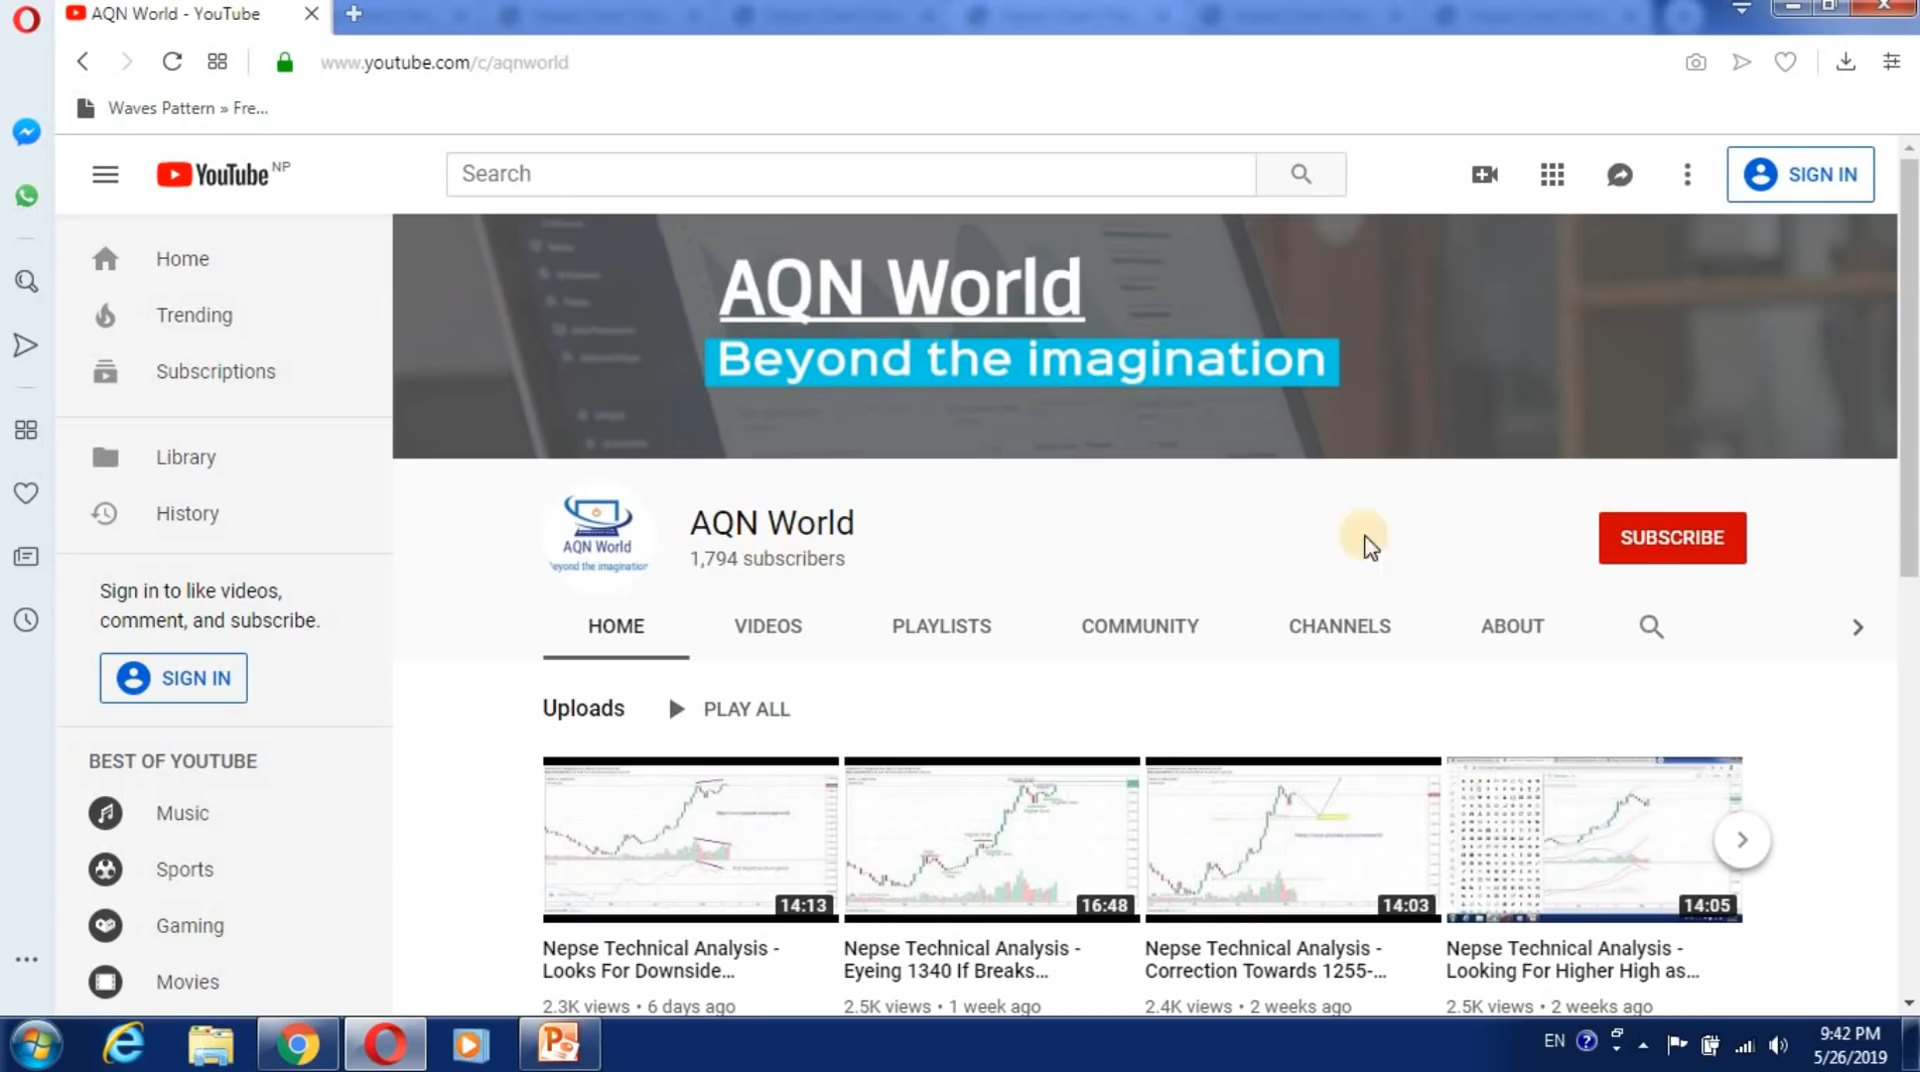 AQN World - YouTube
www.youtube.com/c/aqnworld
Waves Pattern » Fre...
YouTube NP
Search
SIGN IN
Home
Trending
Subscriptions
Library
History
Sign in to like videos,
comment, and subscribe.
SIGN IN
BEST OF YOUTUBE
Music
Sports
Gaming
Movies
AQN World
Beyond the imagination
AQN World
AQN World
1,794 subscribers
SUBSCRIBE
HOME
VIDEOS
PLAYLISTS
COMMUNITY
CHANNELS
ABOUT
Uploads
PLAY ALL
14:13
16:48
14:03
14:05
Nepse Technical Analysis -
Looks For Downside...
2.3K views • 6 days ago
Nepse Technical Analysis -
Eyeing 1340 If Breaks...
2.5K views • 1 week ago
Nepse Technical Analysis -
Correction Towards 1255-...
2.4K views • 2 weeks ago
Nepse Technical Analysis -
Looking For Higher High as...
2.5K views • 2 weeks ago
EN
9:42 PM
5/26/2019